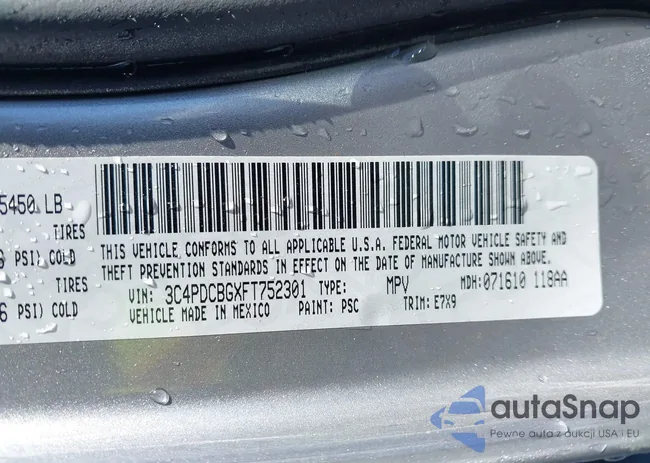 5450 LB
TIRES
PSI) COLD
TIRES
6 PSI) COLD
THIS VEHICLE CONFORMS TO ALL APPLICABLE U.S.A. FEDERAL MOTOR VEHICLE SAFETY AND
THEFT PREVENTION STANDARDS IN EFFECT ON THE DATE OF MANUFACTURE SHOWN ABOVE.
VIN: 3C4PDCBGXFT752301 TYPE: MPV MDH: 071610 118AA
VEHICLE MADE IN MEXICO PAINT: PSC TRIM: E7X9
autaSnap
Pewne auta z aukcji USA i EU